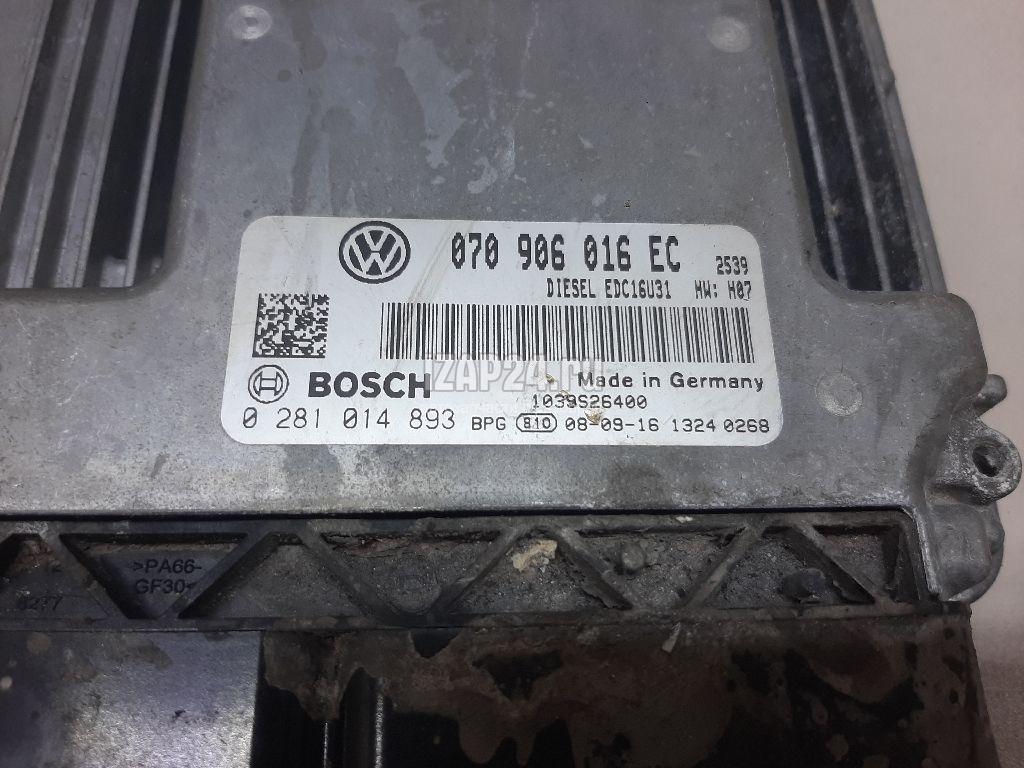 070 906 016 EC 2539
DIESEL EDC16U31 HW: H07
IZAP24.ru
BOSCH Made in Germany
1039S26400
0 281 014 893 BPG 810 08-09-16 1324 0268
>PA66-
GF30<